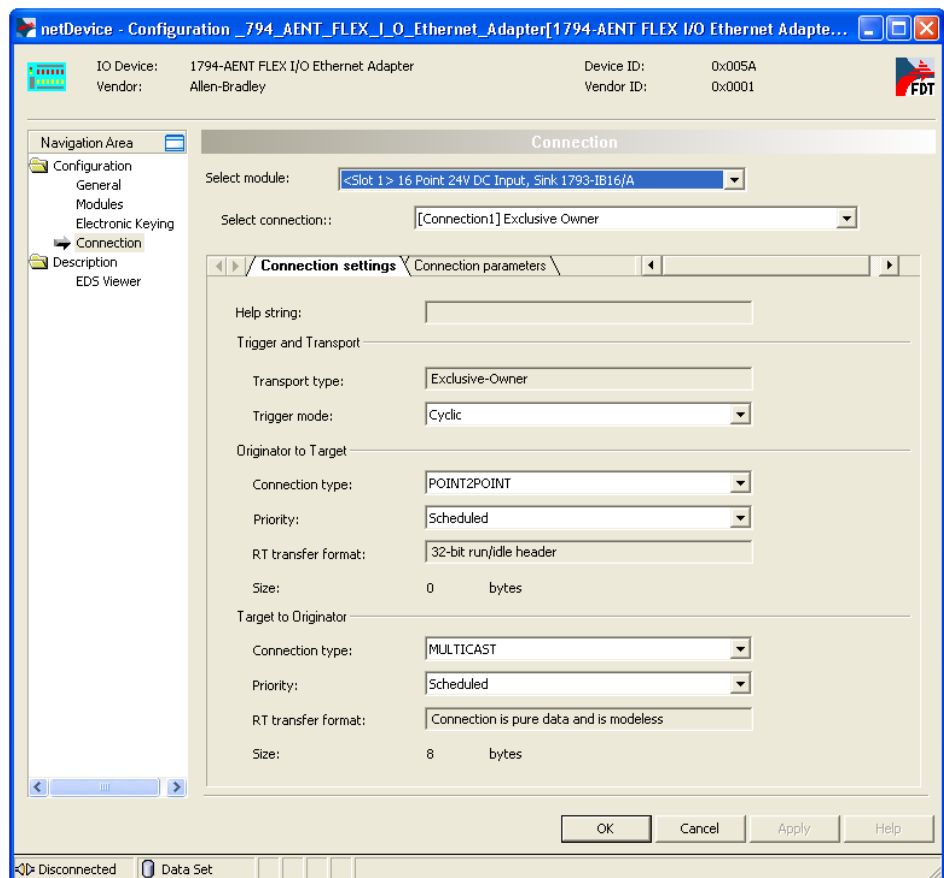 netDevice - Configuration _794_AENT_FLEX_I_O_Ethernet_Adapter[1794-AENT FLEX I/O Ethernet Adapte...
IO Device: 1794-AENT FLEX I/O Ethernet Adapter Device ID: 0x005A
Vendor: Allen-Bradley Vendor ID: 0x0001
FDT
Navigation Area
Configuration
General
Modules
Electronic Keying
Connection
Description
EDS Viewer
Connection
Select module: <Slot 1> 16 Point 24V DC Input, Sink 1793-IB16/A
Select connection:: [Connection1] Exclusive Owner
Connection settings Connection parameters
Help string:
Trigger and Transport
Transport type: Exclusive-Owner
Trigger mode: Cyclic
Originator to Target
Connection type: POINT2POINT
Priority: Scheduled
RT transfer format: 32-bit run/idle header
Size: 0 bytes
Target to Originator
Connection type: MULTICAST
Priority: Scheduled
RT transfer format: Connection is pure data and is modeless
Size: 8 bytes
OK Cancel Apply Help
Disconnected Data Set